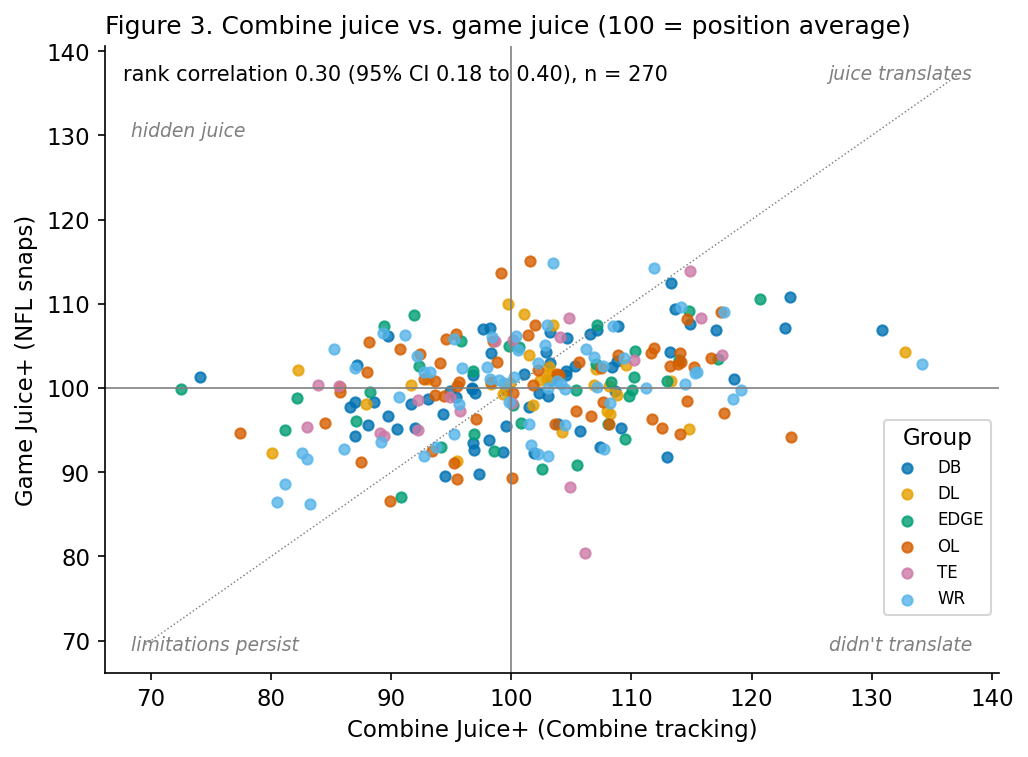 Figure 3. Combine juice vs. game juice (100 = position average)
rank correlation 0.30 (95% CI 0.18 to 0.40), n = 270
juice translates
hidden juice
limitations persist
didn't translate
Game Juice+ (NFL snaps)
140
130
120
110
100
90
80
70
70 80 90 100 110 120 130 140
Combine Juice+ (Combine tracking)
Group
DB
DL
EDGE
OL
TE
WR